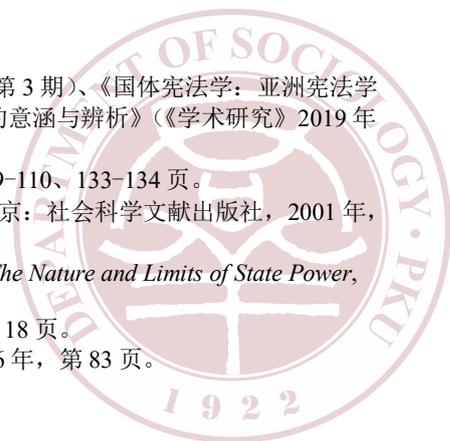 第 3 期）、《国体宪法学：亚洲宪法学
的意涵与辨析》（《学术研究》2019 年
9-110、133-134 页。
京：社会科学文献出版社，2001 年，
The Nature and Limits of State Power,
18 页。
6 年，第 83 页。
DEPARTMENT OF SOCIOLOGY · PKU
1922